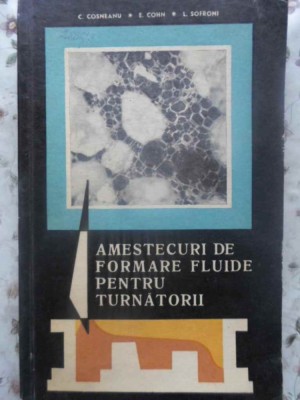 C. COSNEANU * E. COHN * L. SOFRONI
AMESTECURI DE
FORMARE FLUIDE
PENTRU
TURNĂTORII